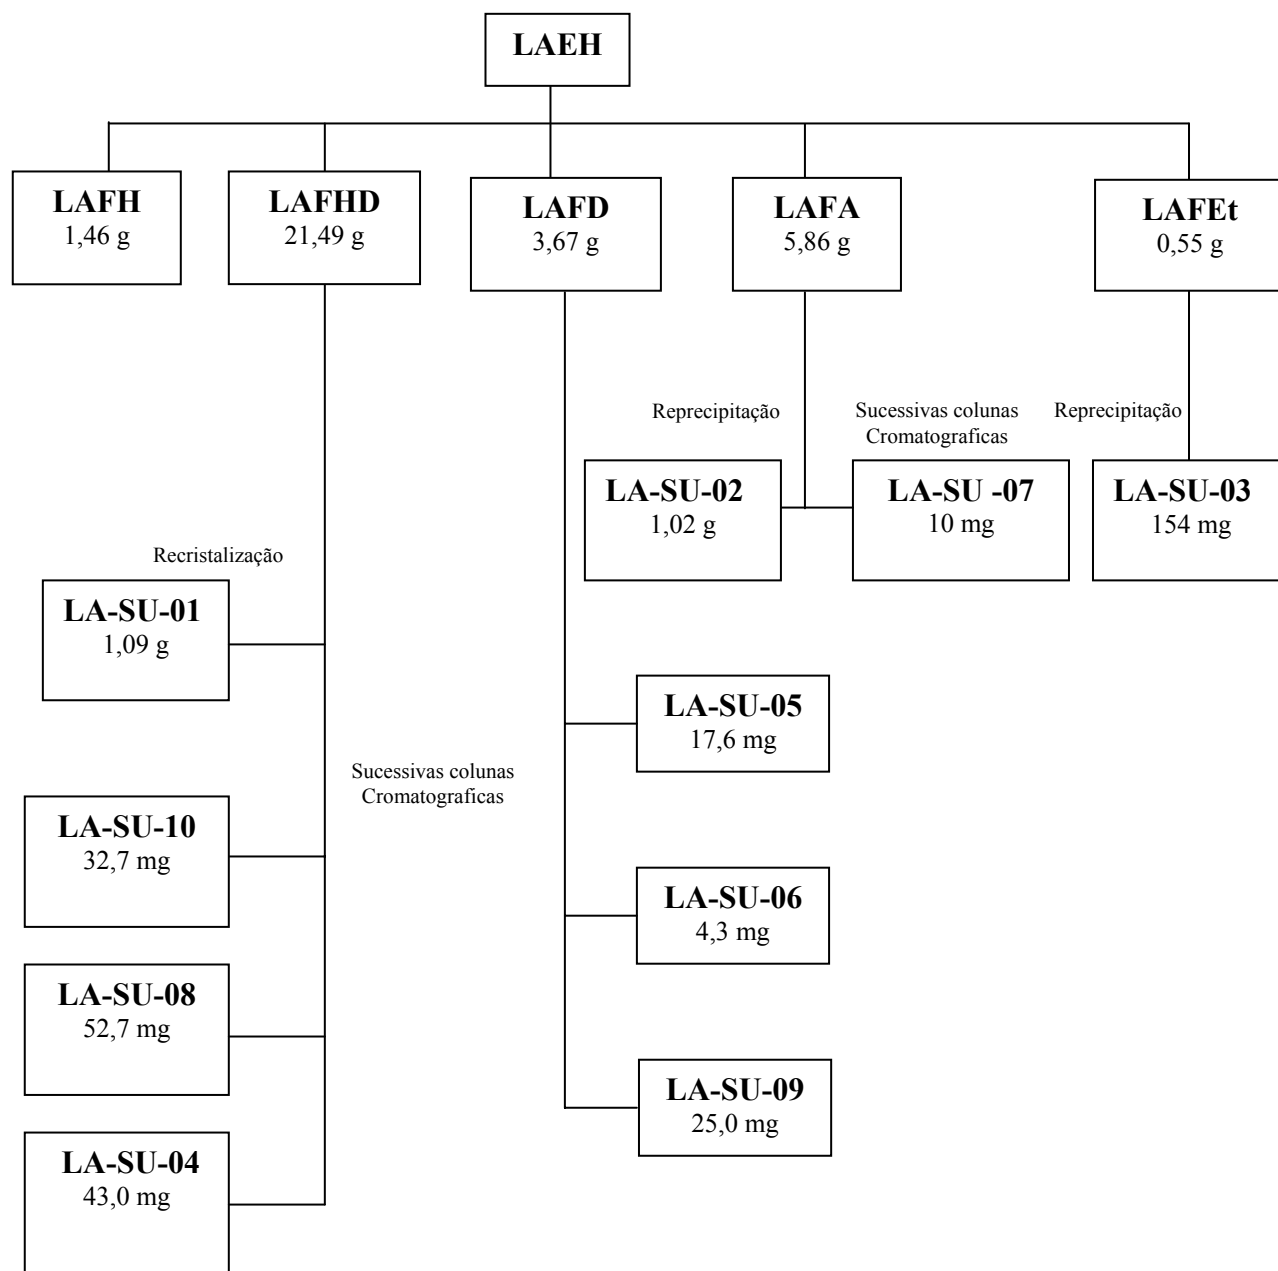 LAEH
LAFH
1,46 g
LAFHD
21,49 g
LAFD
3,67 g
LAFA
5,86 g
LAFEt
0,55 g
Reprecipitação
Sucessivas colunas
Cromatograficas
Reprecipitação
LA-SU-02
1,02 g
LA-SU -07
10 mg
LA-SU-03
154 mg
Recristalização
LA-SU-01
1,09 g
LA-SU-05
17,6 mg
Sucessivas colunas
Cromatograficas
LA-SU-10
32,7 mg
LA-SU-06
4,3 mg
LA-SU-08
52,7 mg
LA-SU-09
25,0 mg
LA-SU-04
43,0 mg